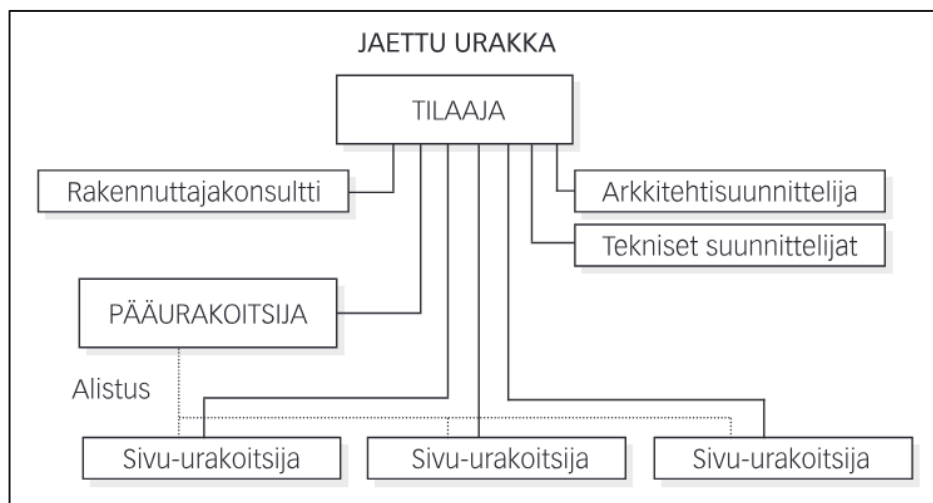 JAETTU URAKKA
TILAAJA
Rakennuttajakonsultti
Arkkitehtisuunnittelija
Tekniset suunnittelijat
PÄÄURAKOITSIJA
Alistus
Sivu-urakoitsija
Sivu-urakoitsija
Sivu-urakoitsija